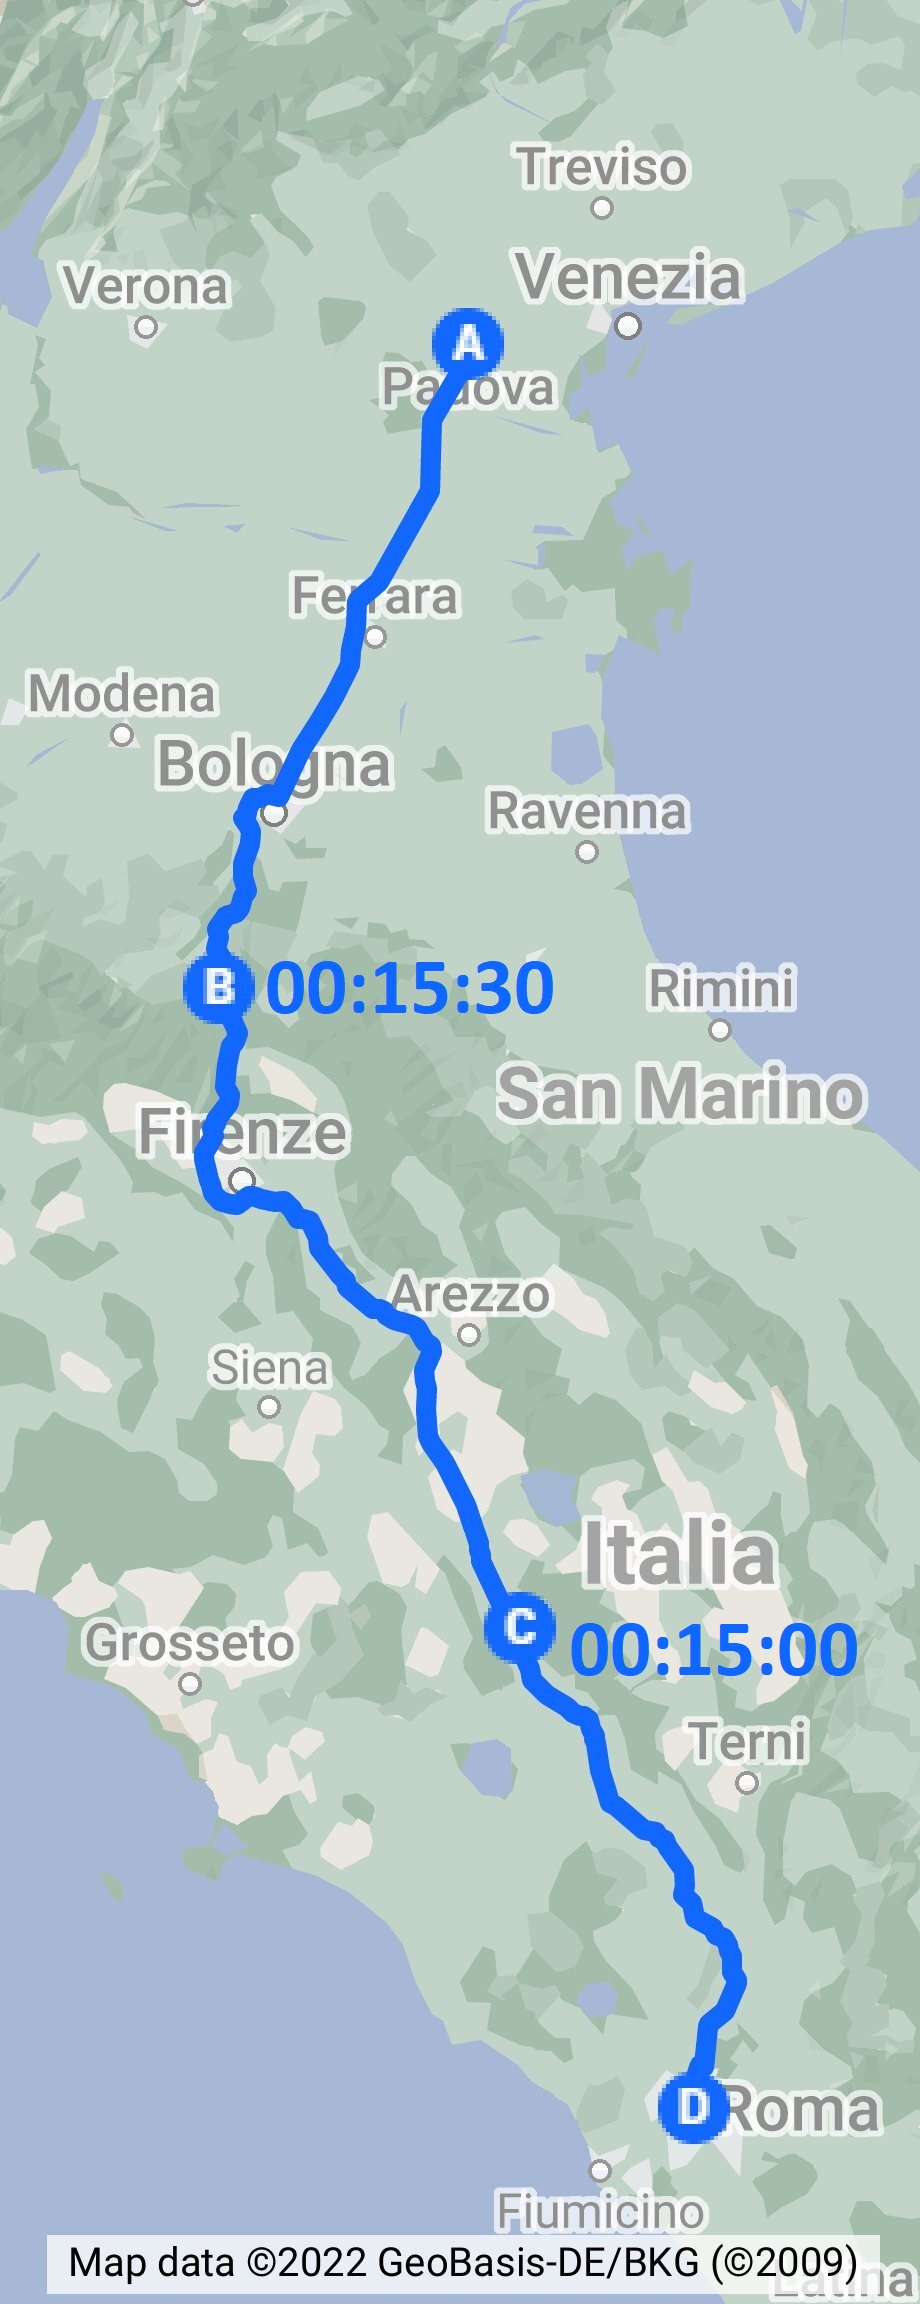 Treviso
Venezia
Verona
A
Padova
Ferrara
Modena
Bologna
Ravenna
B 00:15:30
Rimini
San Marino
Firenze
Arezzo
Siena
Italia
C 00:15:00
Grosseto
Terni
D Roma
Fiumicino
Map data ©2022 GeoBasis-DE/BKG (©2009)
Latina